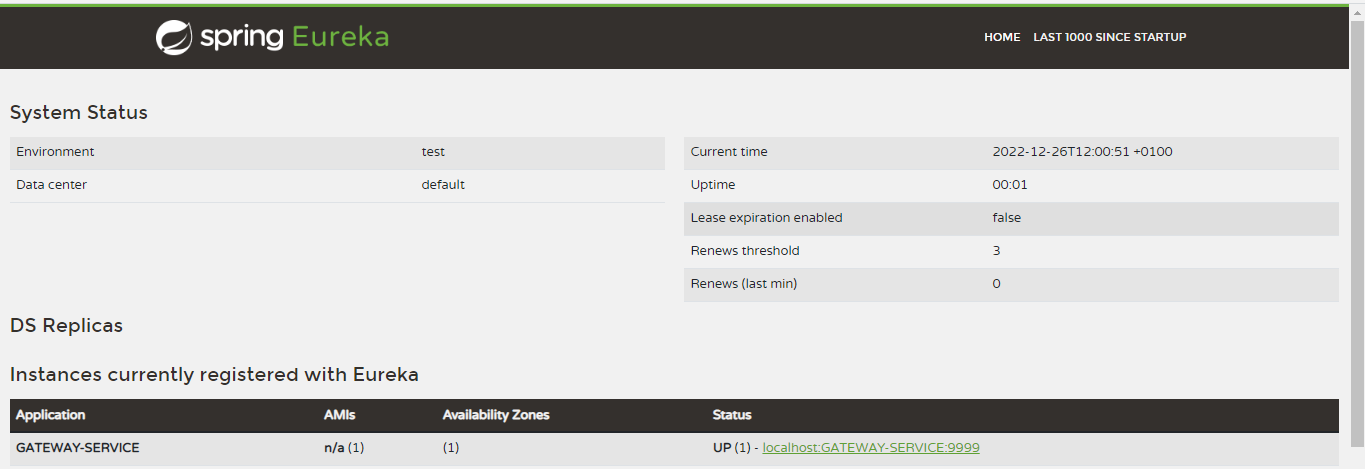 spring Eureka
HOME LAST 1000 SINCE STARTUP
System Status
Environment test
Data center default
Current time 2022-12-26T12:00:51 +0100
Uptime 00:01
Lease expiration enabled false
Renews threshold 3
Renews (last min) 0
DS Replicas
Instances currently registered with Eureka
Application AMIs Availability Zones Status
GATEWAY-SERVICE n/a (1) (1) UP (1) - localhost:GATEWAY-SERVICE:9999